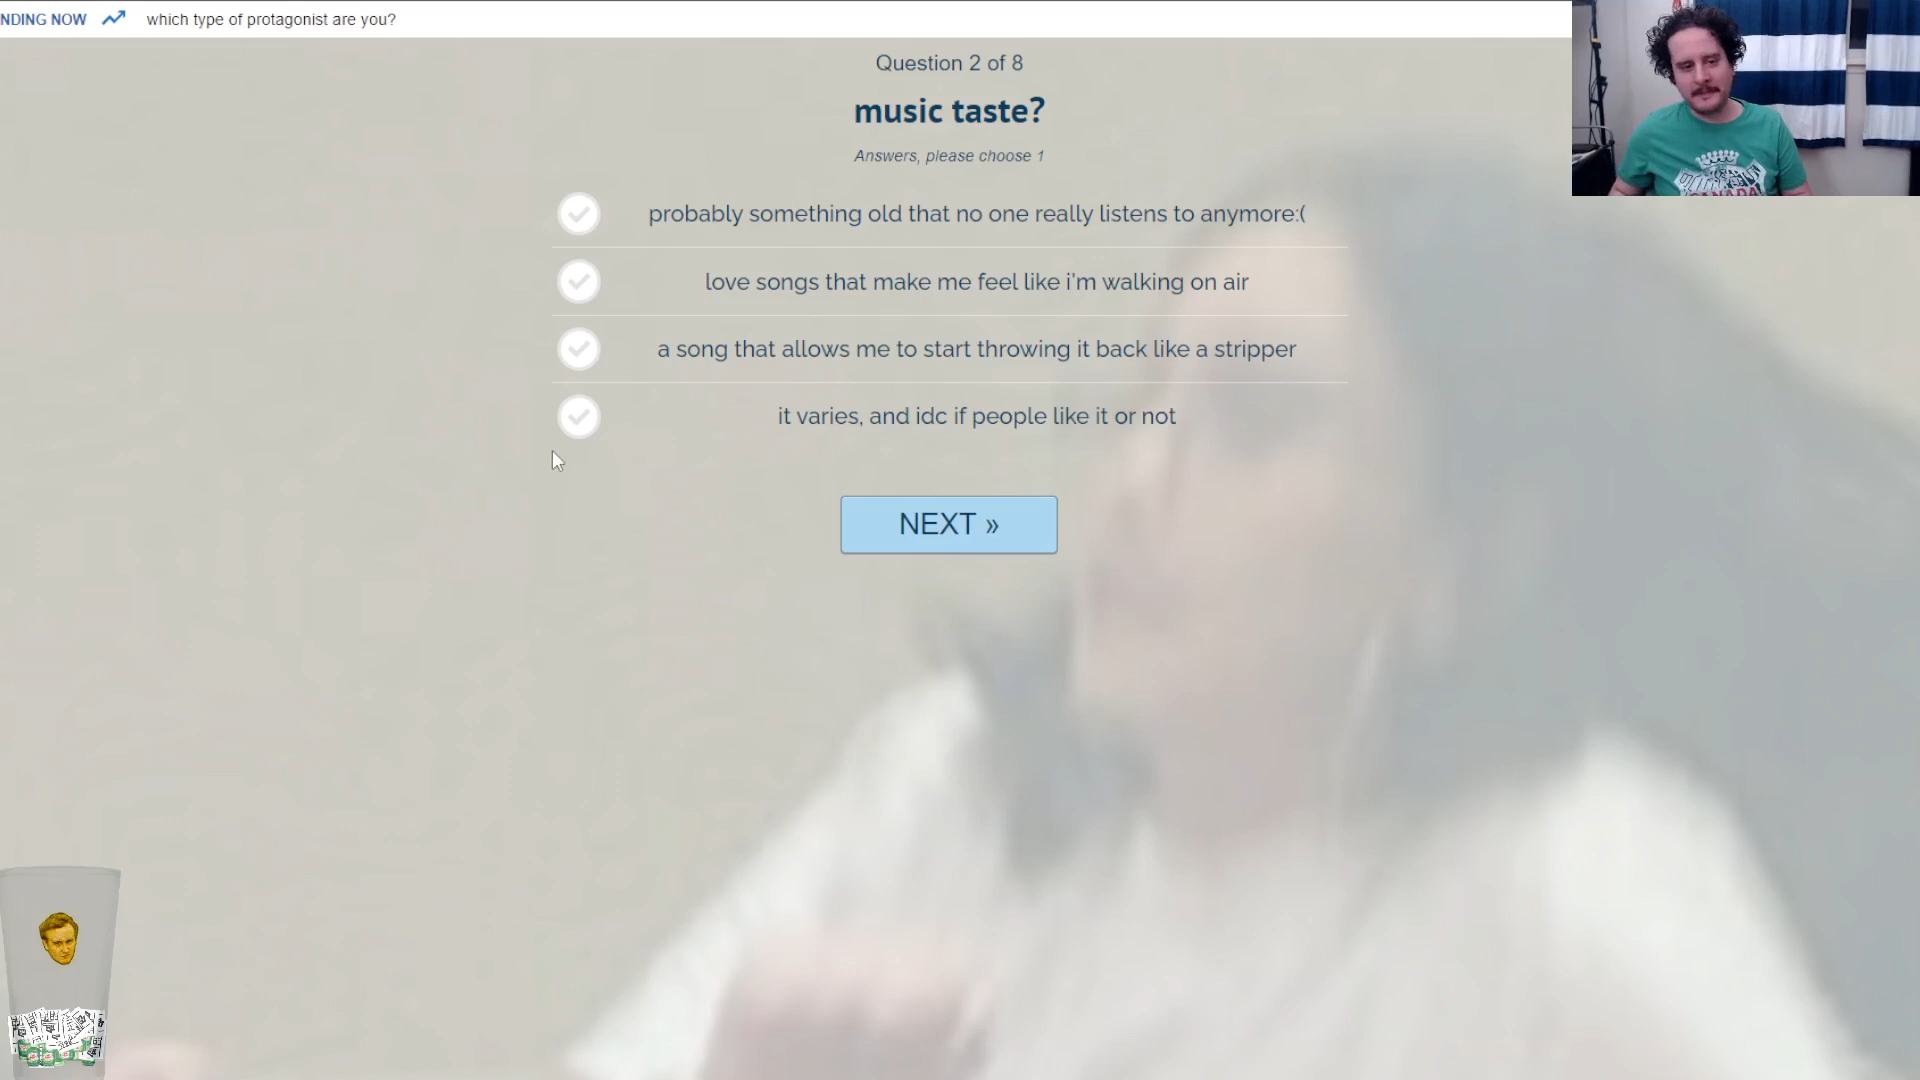 NDING NOW which type of protagonist are you?
Question 2 of 8
music taste?
Answers, please choose 1
probably something old that no one really listens to anymore:(
love songs that make me feel like i'm walking on air
a song that allows me to start throwing it back like a stripper
it varies, and idc if people like it or not
NEXT »
CANADA